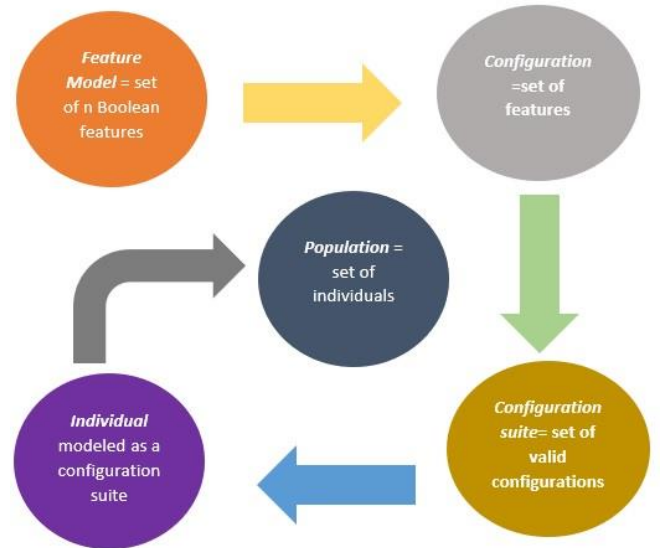 Feature
Model = set
of n Boolean
features
Configuration
=set of
features
Population =
set of
individuals
Configuration
suite= set of
valid
configurations
Individual
modeled as a
configuration
suite